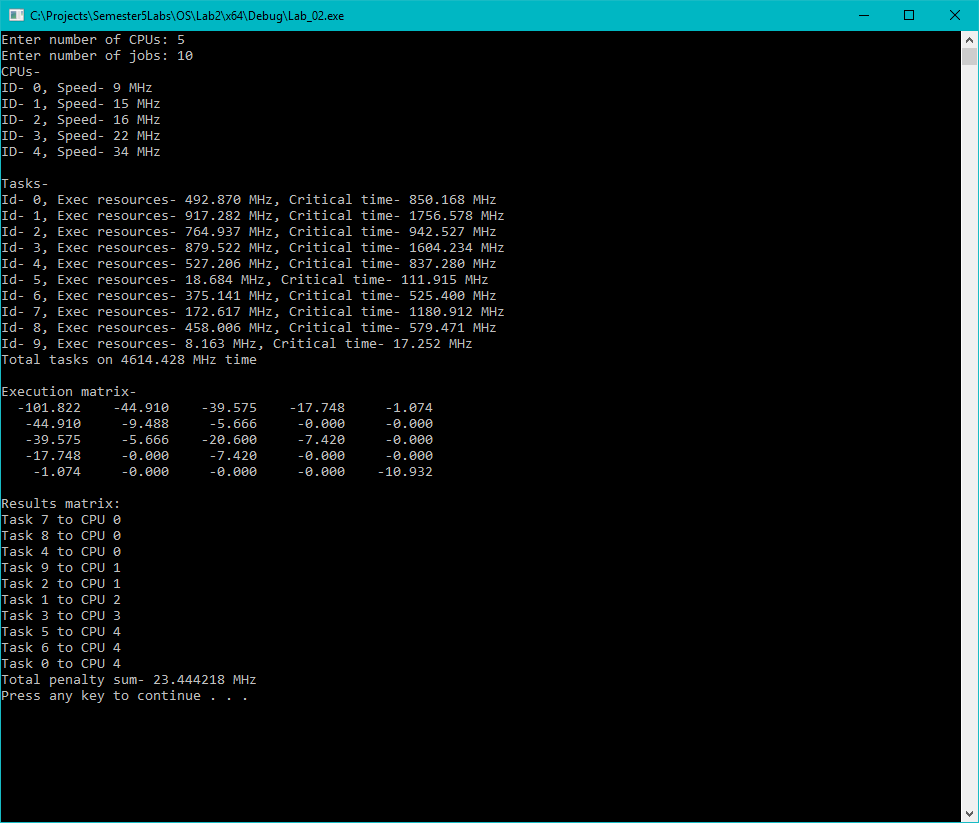 C:\Projects\Semester5Labs\OS\Lab2\x64\Debug\Lab_02.exe
Enter number of CPUs: 5
Enter number of jobs: 10
CPUs-
ID- 0, Speed- 9 MHz
ID- 1, Speed- 15 MHz
ID- 2, Speed- 16 MHz
ID- 3, Speed- 22 MHz
ID- 4, Speed- 34 MHz

Tasks-
Id- 0, Exec resources- 492.870 MHz, Critical time- 850.168 MHz
Id- 1, Exec resources- 917.282 MHz, Critical time- 1756.578 MHz
Id- 2, Exec resources- 764.937 MHz, Critical time- 942.527 MHz
Id- 3, Exec resources- 879.522 MHz, Critical time- 1604.234 MHz
Id- 4, Exec resources- 527.206 MHz, Critical time- 837.280 MHz
Id- 5, Exec resources- 18.684 MHz, Critical time- 111.915 MHz
Id- 6, Exec resources- 375.141 MHz, Critical time- 525.400 MHz
Id- 7, Exec resources- 172.617 MHz, Critical time- 1180.912 MHz
Id- 8, Exec resources- 458.006 MHz, Critical time- 579.471 MHz
Id- 9, Exec resources- 8.163 MHz, Critical time- 17.252 MHz
Total tasks on 4614.428 MHz time

Execution matrix-
  -101.822    -44.910    -39.575    -17.748     -1.074
   -44.910     -9.488     -5.666     -0.000     -0.000
   -39.575     -5.666    -20.600     -7.420     -0.000
   -17.748     -0.000     -7.420     -0.000     -0.000
    -1.074     -0.000     -0.000     -0.000    -10.932

Results matrix:
Task 7 to CPU 0
Task 8 to CPU 0
Task 4 to CPU 0
Task 9 to CPU 1
Task 2 to CPU 1
Task 1 to CPU 2
Task 3 to CPU 3
Task 5 to CPU 4
Task 6 to CPU 4
Task 0 to CPU 4
Total penalty sum- 23.444218 MHz
Press any key to continue . . .